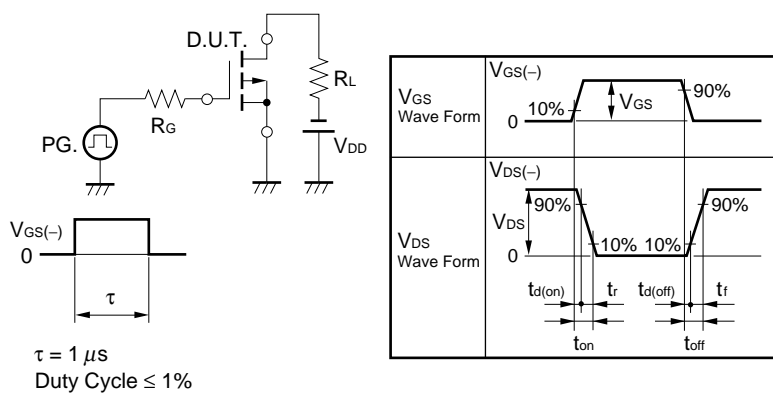 D.U.T.
RL
RG
PG.
VDD
VGS(−)
0
τ
τ = 1 μs
Duty Cycle ≤ 1%
VGS
Wave Form
VGS(−)
10%
VGS
90%
0
VDS
Wave Form
VDS(−)
90%
VDS
10%
10%
90%
0
td(on)
tr
td(off)
tf
ton
toff